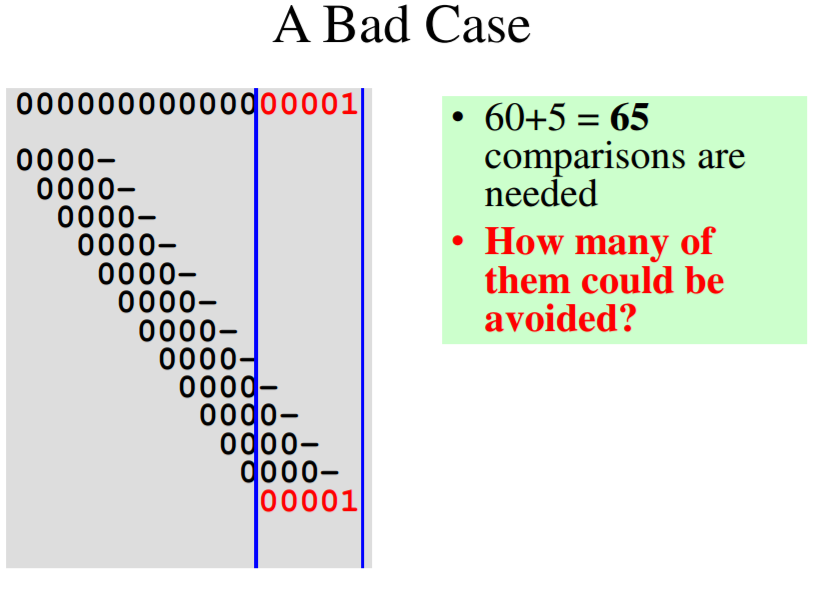 A Bad Case
00000000000000001
0000-
0000-
0000-
0000-
0000-
0000-
0000-
0000-
0000-
0000-
0000-
0000-
00001
• 60+5 = 65
comparisons are
needed
• How many of
them could be
avoided?